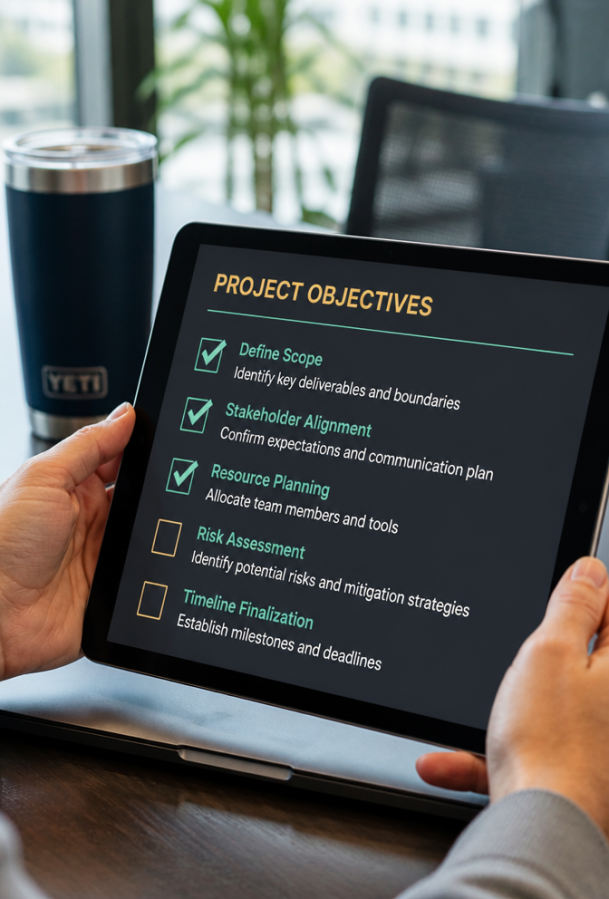 YETI
PROJECT OBJECTIVES
Define Scope
Identify key deliverables and boundaries
Stakeholder Alignment
Confirm expectations and communication plan
Resource Planning
Allocate team members and tools
Risk Assessment
Identify potential risks and mitigation strategies
Timeline Finalization
Establish milestones and deadlines